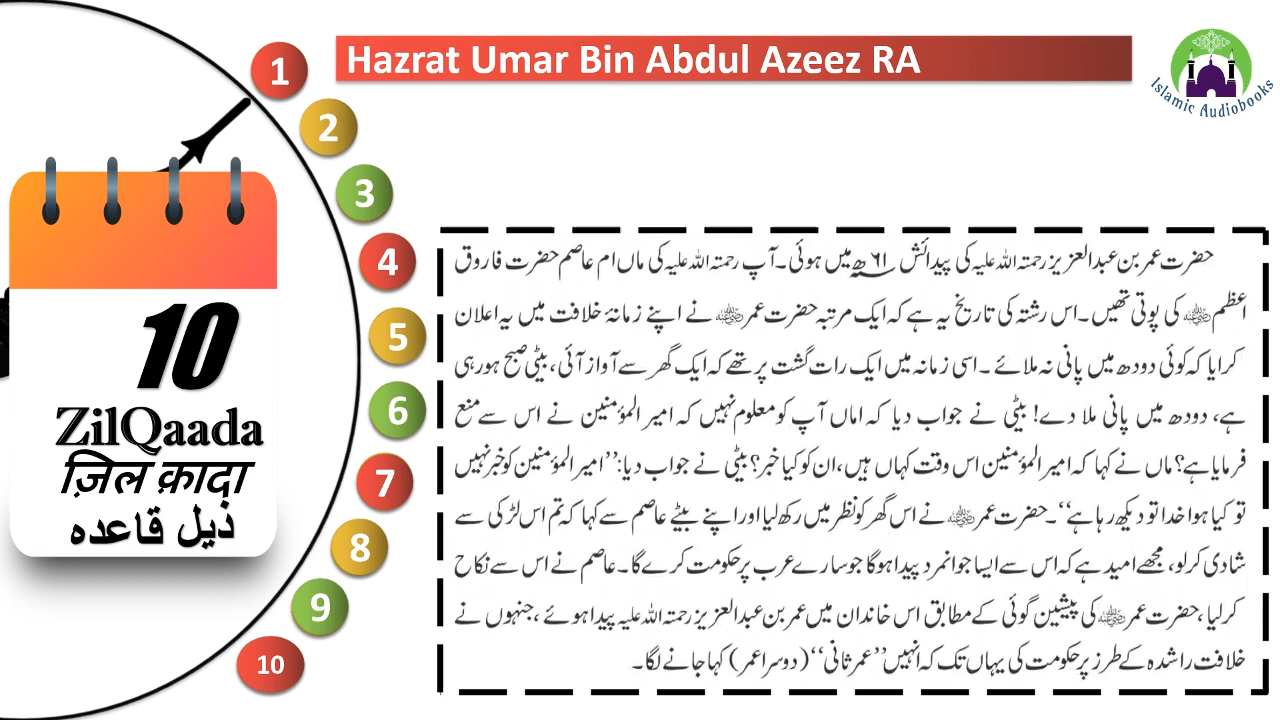 Hazrat Umar Bin Abdul Azeez RA
Islamic Audiobooks
1
2
3
4
5
6
7
8
9
10
10
ZilQaada
ज़िल क़ादा
ذیل قاعدہ
حضرت عمر بن عبدالعزیز رحمۃ اللہ علیہ کی پیدائش ۶۱ھ میں ہوئی۔ آپ رحمۃ اللہ علیہ کی ماں ام عاصم حضرت فاروق
اعظم ﷛ کی پوتی تھیں۔ اس رشتہ کی تاریخ یہ ہے کہ ایک مرتبہ حضرت عمر ﷛ نے اپنے زمانۂ خلافت میں یہ اعلان
کرایا کہ کوئی دودھ میں پانی نہ ملائے۔ اسی زمانہ میں ایک رات گشت پر تھے کہ ایک گھر سے آواز آئی، بیٹی صبح ہو رہی
ہے، دودھ میں پانی ملا دے! بیٹی نے جواب دیا کہ اماں آپ کو معلوم نہیں کہ امیر المؤمنین نے اس سے منع
فرمایا ہے؟ ماں نے کہا کہ امیر المؤمنین اس وقت کہاں ہیں، ان کو کیا خبر؟ بیٹی نے جواب دیا: ’’امیر المؤمنین کو خبر نہیں
تو کیا ہوا خدا تو دیکھ رہا ہے‘‘۔ حضرت عمر ﷛ نے اس گھر کو نظر میں رکھ لیا اور اپنے بیٹے عاصم سے کہا کہ تم اس لڑکی سے
شادی کر لو، مجھے امید ہے کہ اس سے ایسا جوانمرد پیدا ہوگا جو سارے عرب پر حکومت کرے گا۔ عاصم نے اس سے نکاح
کر لیا، حضرت عمر ﷛ کی پیشین گوئی کے مطابق اس خاندان میں عمر بن عبدالعزیز رحمۃ اللہ علیہ پیدا ہوئے، جنہوں نے
خلافت راشدہ کے طرز پر حکومت کی یہاں تک کہ انہیں ’’عمر ثانی‘‘ (دوسرا عمر) کہا جانے لگا۔